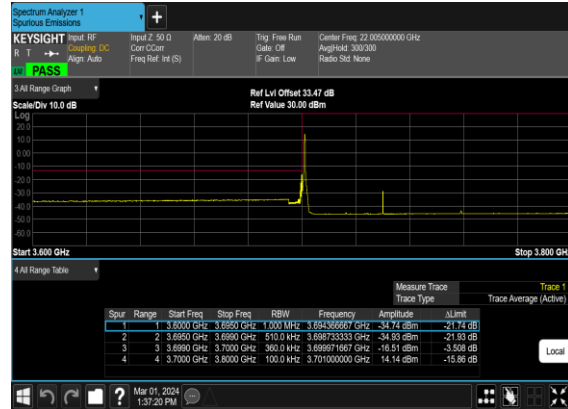 Spectrum Analyzer 1
Spurious Emissions
KEYSIGHT Input: RF Input Z: 50 Ω Atten: 20 dB Trig: Free Run Center Freq: 22.005000000 GHz
R T Coupling: DC Corr CCorr Gate: Off Avg|Hold: 300/300
Align: Auto Freq Ref: Int (S) IF Gain: Low Radio Std: None
LXI PASS
3 All Range Graph
Ref Lvl Offset 33.47 dB
Scale/Div 10.0 dB Ref Value 30.00 dBm
Log
20.0
10.0
0.00
-10.0
-20.0
-30.0
-40.0
-50.0
-60.0
Start 3.600 GHz Stop 3.800 GHz
4 All Range Table
Measure Trace Trace 1
Trace Type Trace Average (Active)
Spur Range Start Freq Stop Freq RBW Frequency Amplitude ΔLimit
1 1 3.6000 GHz 3.6950 GHz 1.000 MHz 3.694366667 GHz -34.74 dBm -21.74 dB
2 2 3.6950 GHz 3.6990 GHz 510.0 kHz 3.698733333 GHz -34.93 dBm -21.93 dB
3 3 3.6990 GHz 3.7000 GHz 360.0 kHz 3.699971667 GHz -16.51 dBm -3.508 dB
4 4 3.7000 GHz 3.8000 GHz 100.0 kHz 3.701000000 GHz 14.14 dBm -15.86 dB
Local
? Mar 01, 2024
1:37:20 PM